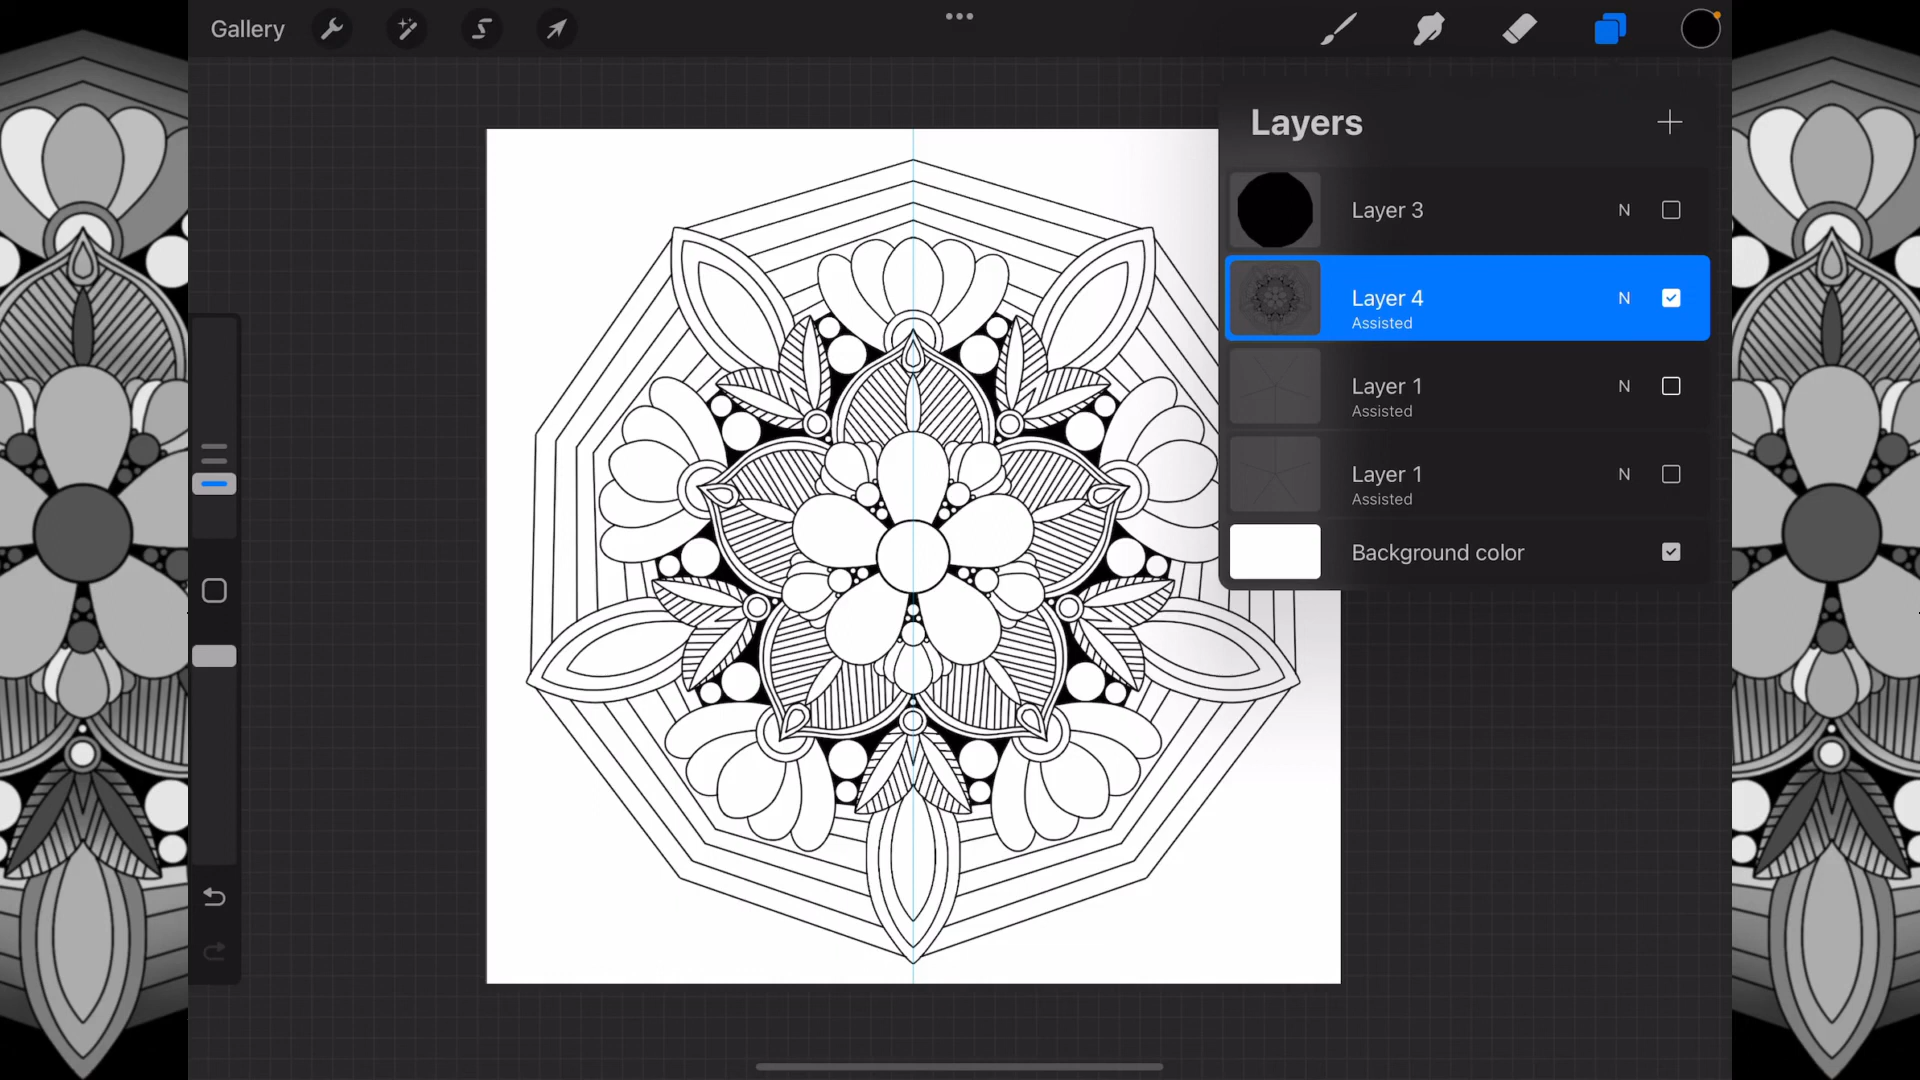 Gallery
Layers
Layer 3 N
Layer 4 N
Assisted
Layer 1 N
Assisted
Layer 1 N
Assisted
Background color